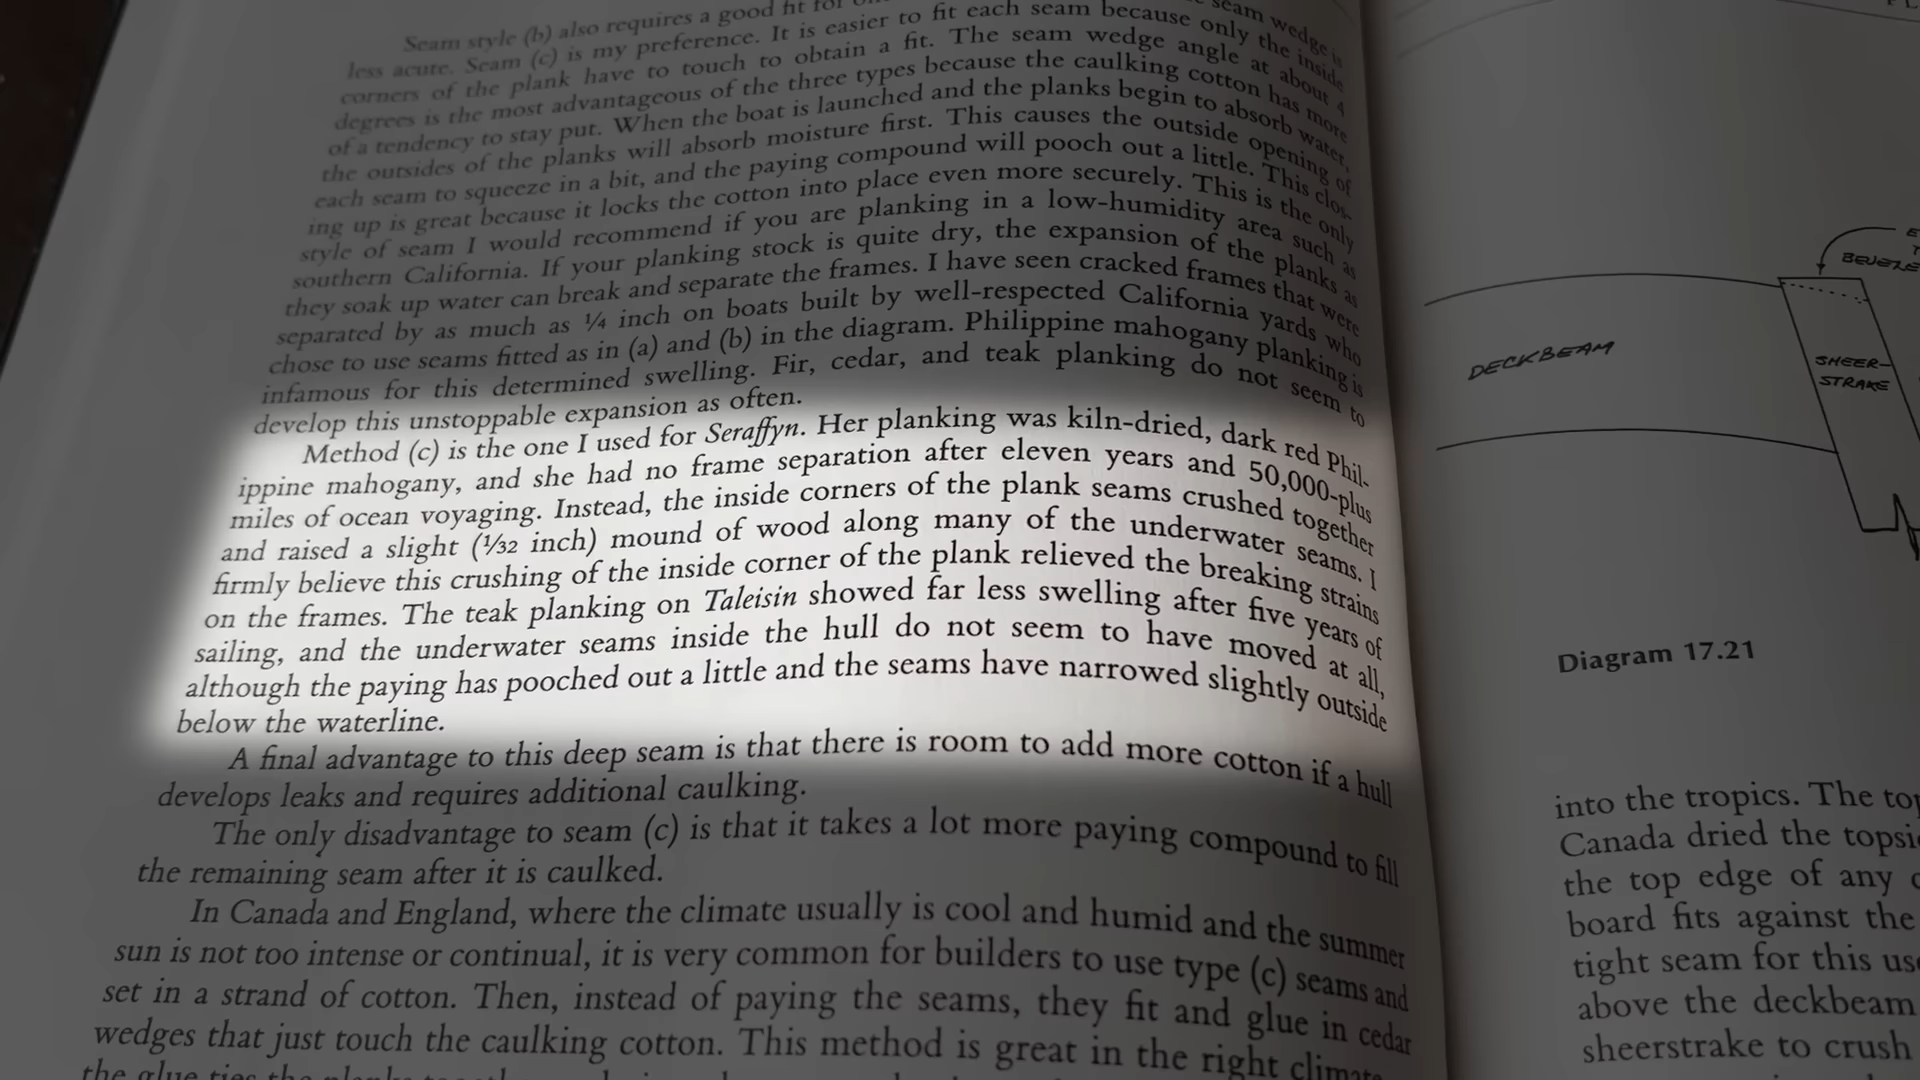 Seam style (b) also requires a good fit for
seam wedge is
less acute. Seam (c) is my preference. It is easier to fit each seam because only the inside
corners of the plank have to touch to obtain a fit. The seam wedge angle at about 4
degrees is the most advantageous of the three types because the caulking cotton has more
of a tendency to stay put. When the boat is launched and the planks begin to absorb water,
the outsides of the planks will absorb moisture first. This causes the outside opening of
each seam to squeeze in a bit, and the paying compound will pooch out a little. This clos-
ing up is great because it locks the cotton into place even more securely. This is the only
style of seam I would recommend if you are planking in a low-humidity area such as
southern California. If your planking stock is quite dry, the expansion of the planks as
they soak up water can break and separate the frames. I have seen cracked frames that were
separated by as much as ¼ inch on boats built by well-respected California yards who
chose to use seams fitted as in (a) and (b) in the diagram. Philippine mahogany planking is
infamous for this determined swelling. Fir, cedar, and teak planking do not seem to
develop this unstoppable expansion as often.
Method (c) is the one I used for Seraffyn. Her planking was kiln-dried, dark red Phil-
ippine mahogany, and she had no frame separation after eleven years and 50,000-plus
miles of ocean voyaging. Instead, the inside corners of the plank seams crushed together
and raised a slight (1/32 inch) mound of wood along many of the underwater seams. I
firmly believe this crushing of the inside corner of the plank relieved the breaking strains
on the frames. The teak planking on Taleisin showed far less swelling after five years of
sailing, and the underwater seams inside the hull do not seem to have moved at all,
although the paying has pooched out a little and the seams have narrowed slightly outside
below the waterline.
A final advantage to this deep seam is that there is room to add more cotton if a hull
develops leaks and requires additional caulking.
The only disadvantage to seam (c) is that it takes a lot more paying compound to fill
the remaining seam after it is caulked.
In Canada and England, where the climate usually is cool and humid and the summer
sun is not too intense or continual, it is very common for builders to use type (c) seams and
set in a strand of cotton. Then, instead of paying the seams, they fit and glue in cedar
wedges that just touch the caulking cotton. This method is great in the right climate
the glue ties the
DECKBEAM
SHEER-
STRAKE
Diagram 17.21
into the tropics. The
Canada dried the
the top edge of any
board fits against the
tight seam for this
above the deckbeam
sheerstrake to crush